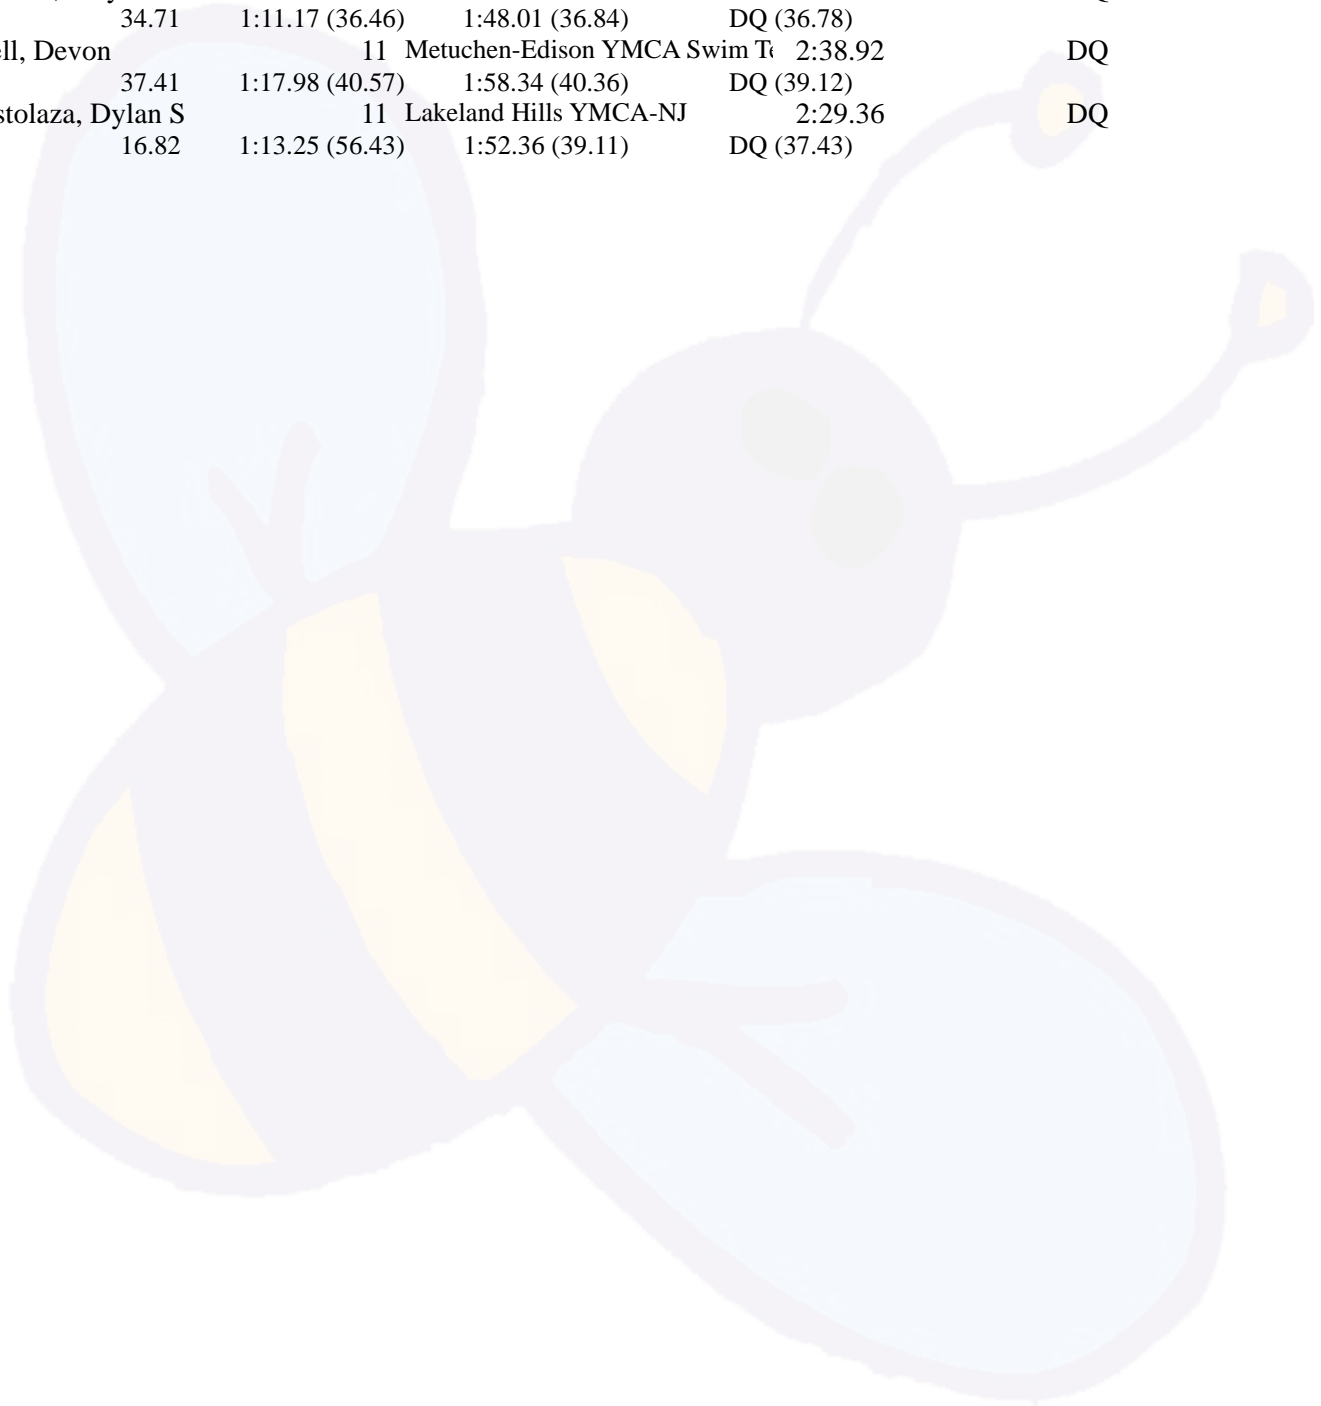 34.71 1:11.17 (36.46) 1:48.01 (36.84) DQ (36.78)
ell, Devon 11 Metuchen-Edison YMCA Swim Te 2:38.92 DQ
37.41 1:17.98 (40.57) 1:58.34 (40.36) DQ (39.12)
stolaza, Dylan S 11 Lakeland Hills YMCA-NJ 2:29.36 DQ
16.82 1:13.25 (56.43) 1:52.36 (39.11) DQ (37.43)